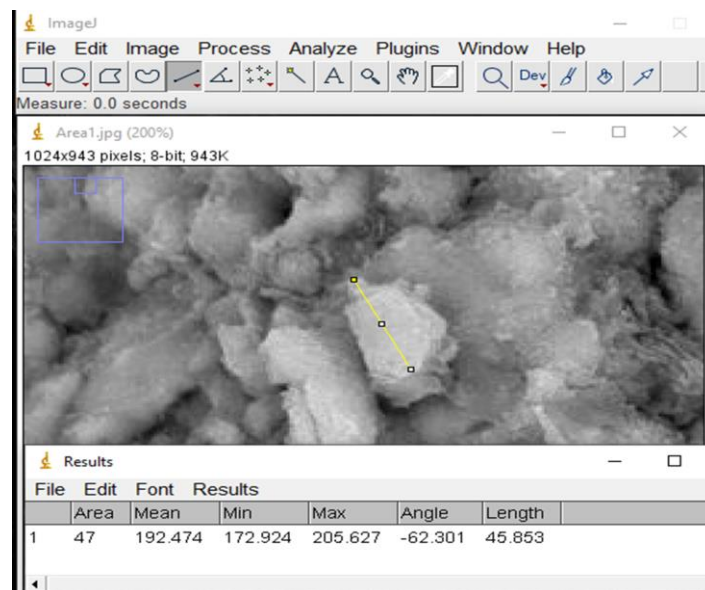 ImageJ
File Edit Image Process Analyze Plugins Window Help
A Dev
Measure: 0.0 seconds
Area1.jpg (200%)
1024x943 pixels; 8-bit; 943K
Results
File Edit Font Results
Area Mean Min Max Angle Length
1 47 192.474 172.924 205.627 -62.301 45.853